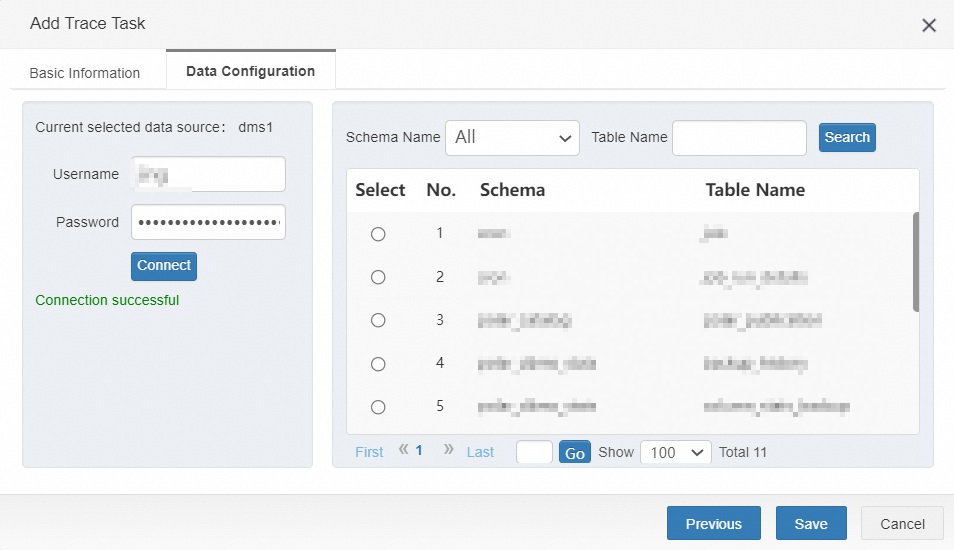 Add Trace Task
Basic Information
Data Configuration
Current selected data source： dms1
Username
Password
Connect
Connection successful
Schema Name All
Table Name
Search
Select No. Schema Table Name
1
2
3
4
5
First « 1 » Last Go Show 100 Total 11
Previous Save Cancel